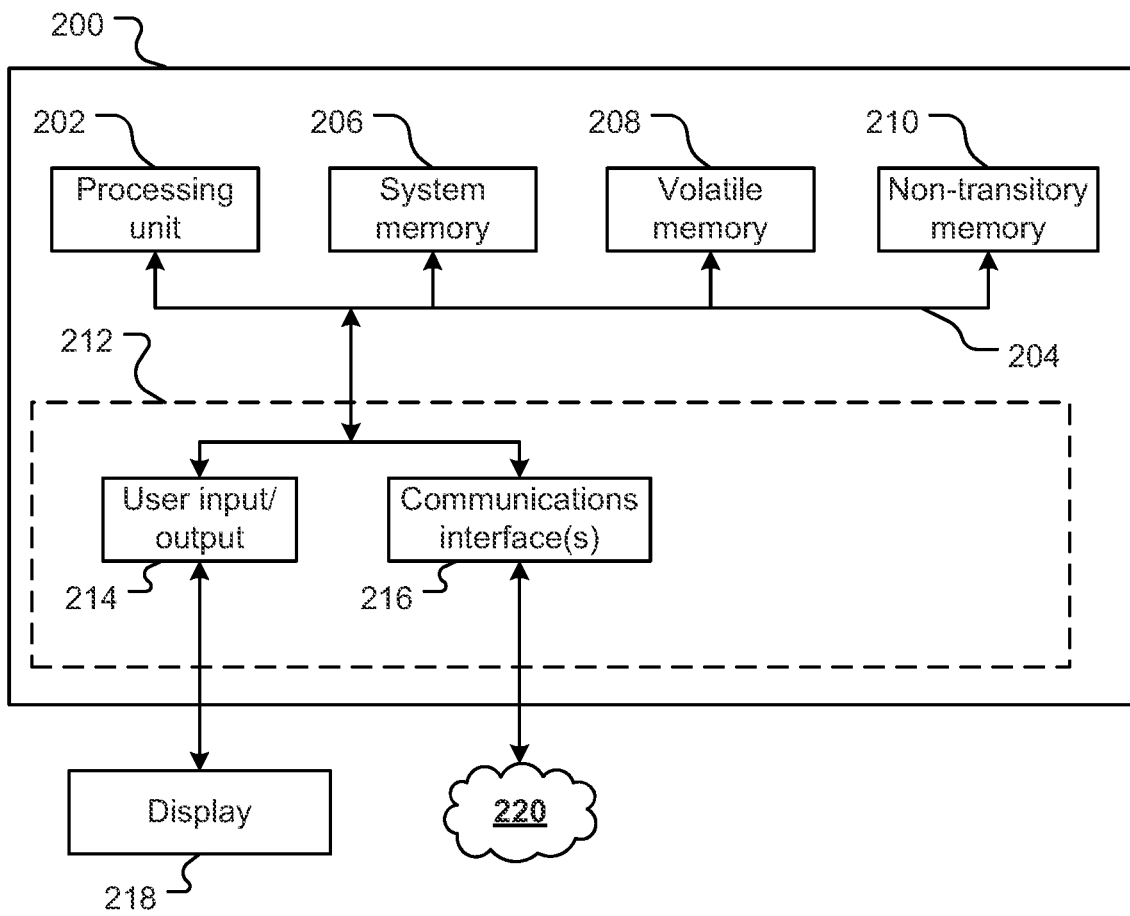 200
202
206
208
210
Processing
unit
System
memory
Volatile
memory
Non-transitory
memory
212
204
User input/
output
Communications
interface(s)
214
216
Display
220
218